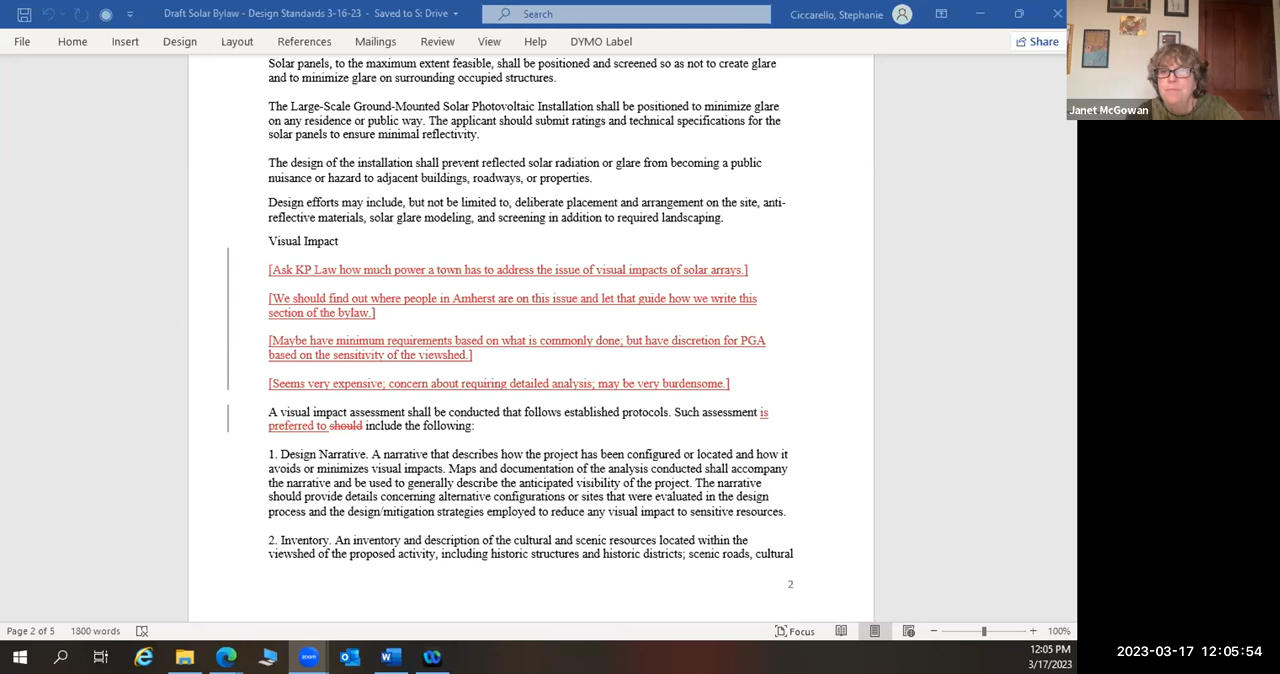 Draft Solar Bylaw - Design Standards 3-16-23 - Saved to S: Drive
Search
Ciccarello, Stephanie
File Home Insert Design Layout References Mailings Review View Help DYMO Label
Share
Janet McGowan
Solar panels, to the maximum extent feasible, shall be positioned and screened so as not to create glare
and to minimize glare on surrounding occupied structures.
The Large-Scale Ground-Mounted Solar Photovoltaic Installation shall be positioned to minimize glare
on any residence or public way. The applicant should submit ratings and technical specifications for the
solar panels to ensure minimal reflectivity.
The design of the installation shall prevent reflected solar radiation or glare from becoming a public
nuisance or hazard to adjacent buildings, roadways, or properties.
Design efforts may include, but not be limited to, deliberate placement and arrangement on the site, anti-
reflective materials, solar glare modeling, and screening in addition to required landscaping.
Visual Impact
[Ask KP Law how much power a town has to address the issue of visual impacts of solar arrays.]
[We should find out where people in Amherst are on this issue and let that guide how we write this
section of the bylaw.]
[Maybe have minimum requirements based on what is commonly done; but have discretion for PGA
based on the sensitivity of the viewshed.]
[Seems very expensive; concern about requiring detailed analysis; may be very burdensome.]
A visual impact assessment shall be conducted that follows established protocols. Such assessment is
preferred to should include the following:
1. Design Narrative. A narrative that describes how the project has been configured or located and how it
avoids or minimizes visual impacts. Maps and documentation of the analysis conducted shall accompany
the narrative and be used to generally describe the anticipated visibility of the project. The narrative
should provide details concerning alternative configurations or sites that were evaluated in the design
process and the design/mitigation strategies employed to reduce any visual impact to sensitive resources.
2. Inventory. An inventory and description of the cultural and scenic resources located within the
viewshed of the proposed activity, including historic structures and historic districts; scenic roads, cultural
2
Page 2 of 5 1800 words
Focus
100%
zoom
12:05 PM
3/17/2023
2023-03-17 12:05:54